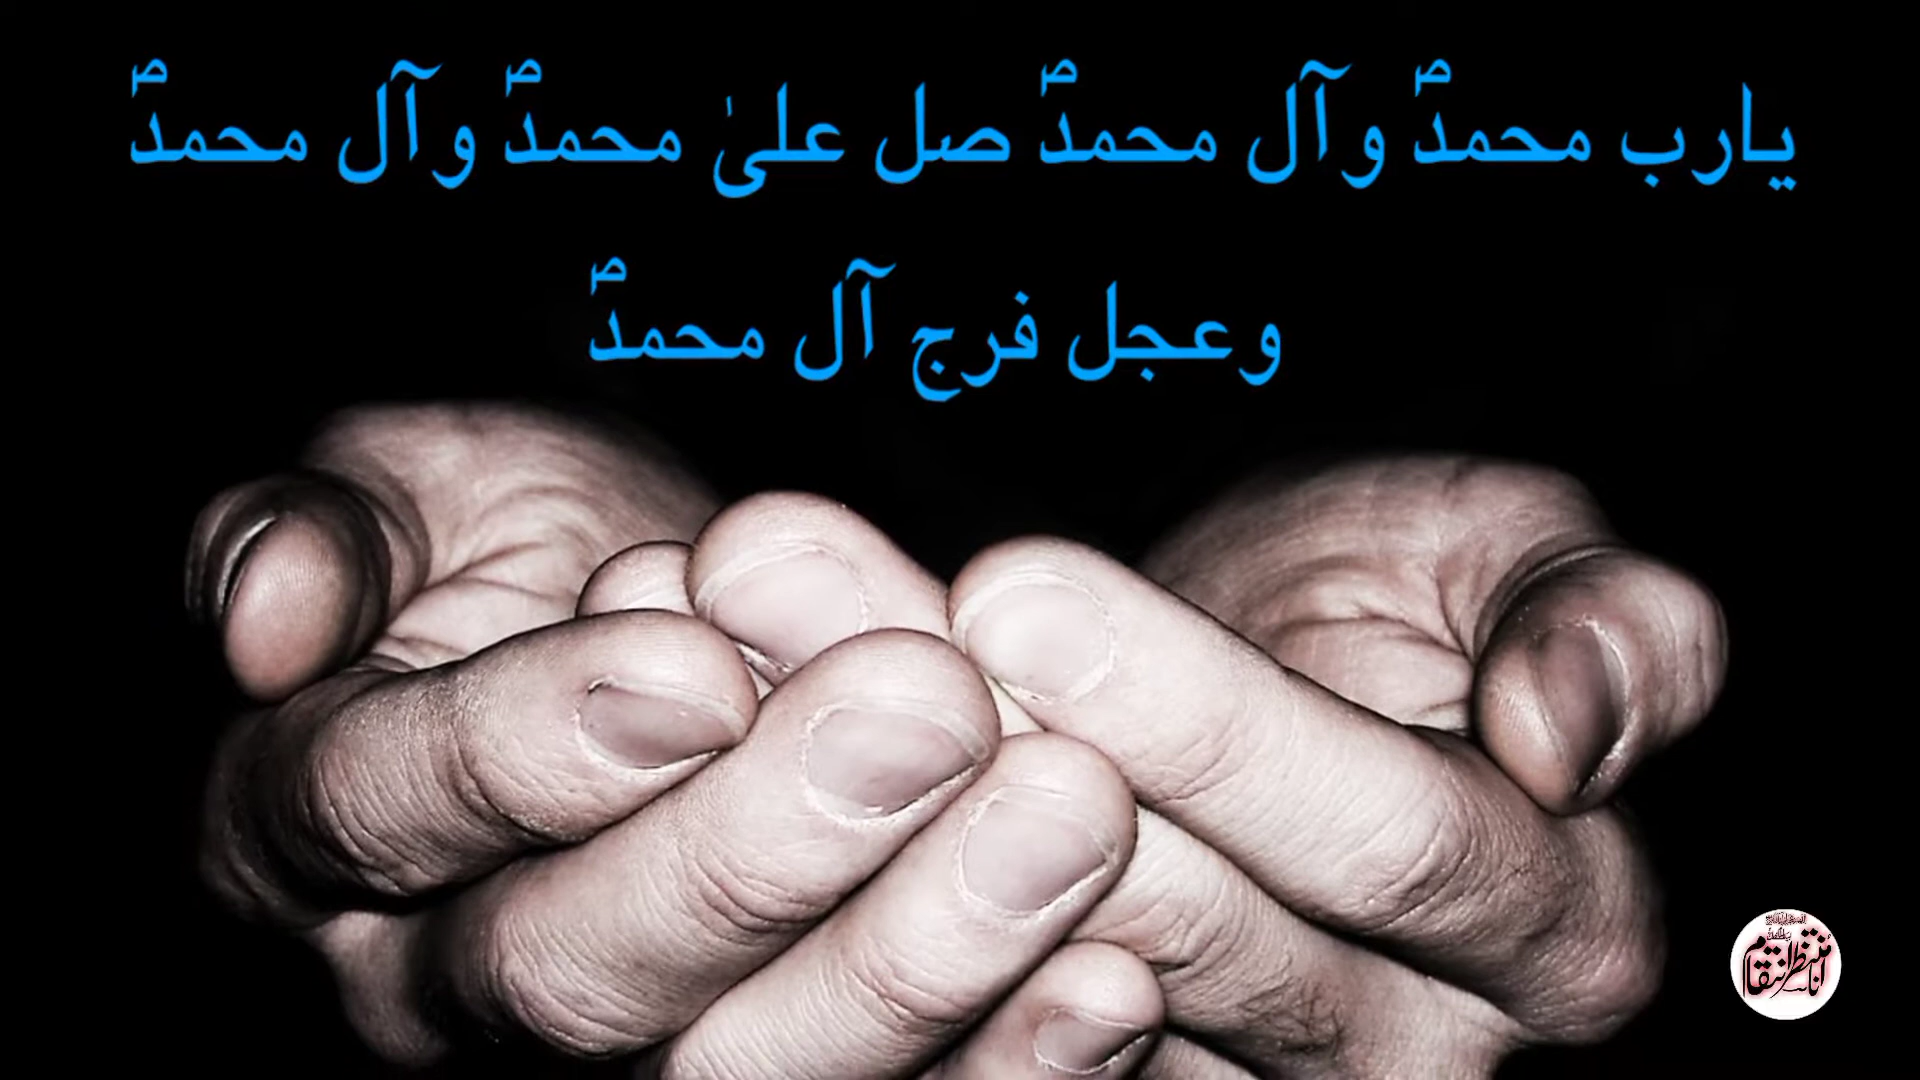 یارب محمدؐ وآل محمدؐ صل علیٰ محمدؐ وآل محمدؐ
وعجل فرج آل محمدؐ